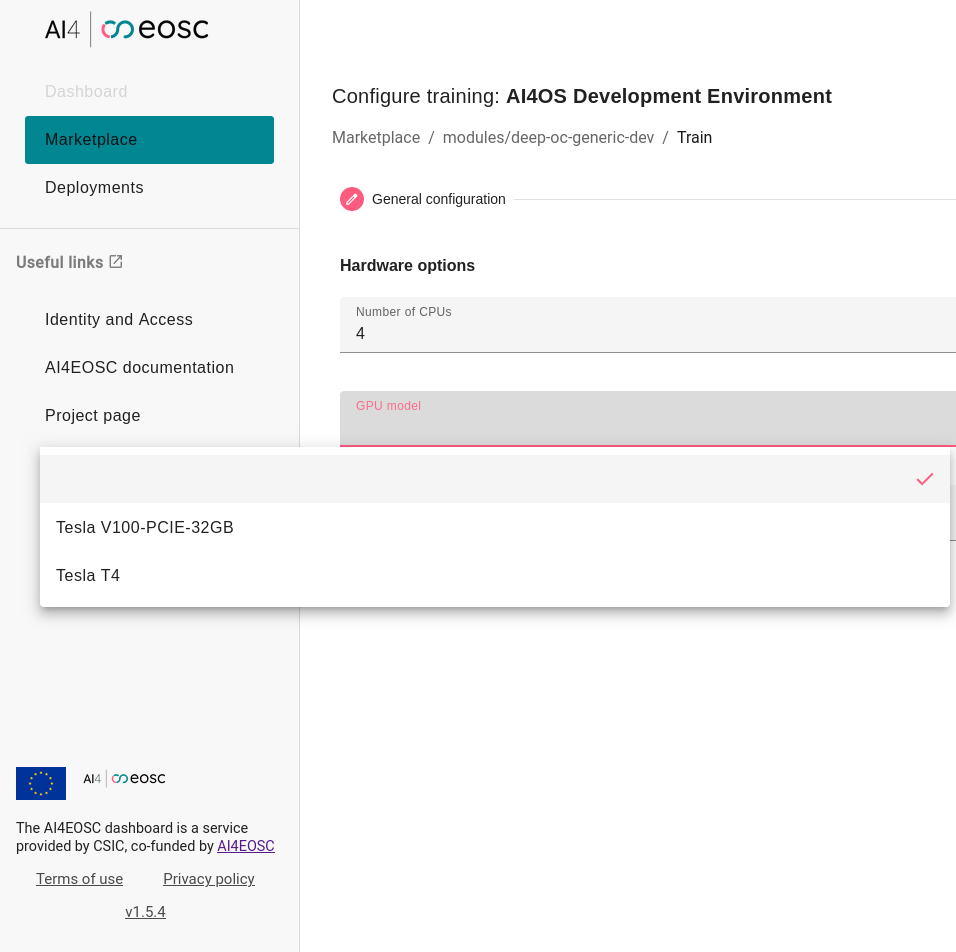 AI4 eosc
Dashboard
Marketplace
Deployments
Useful links
Identity and Access
AI4EOSC documentation
Project page
Configure training: AI4OS Development Environment
Marketplace / modules/deep-oc-generic-dev / Train
General configuration
Hardware options
Number of CPUs
4
GPU model
Tesla V100-PCIE-32GB
Tesla T4
AI4 eosc
The AI4EOSC dashboard is a service
provided by CSIC, co-funded by AI4EOSC
Terms of use Privacy policy
v1.5.4